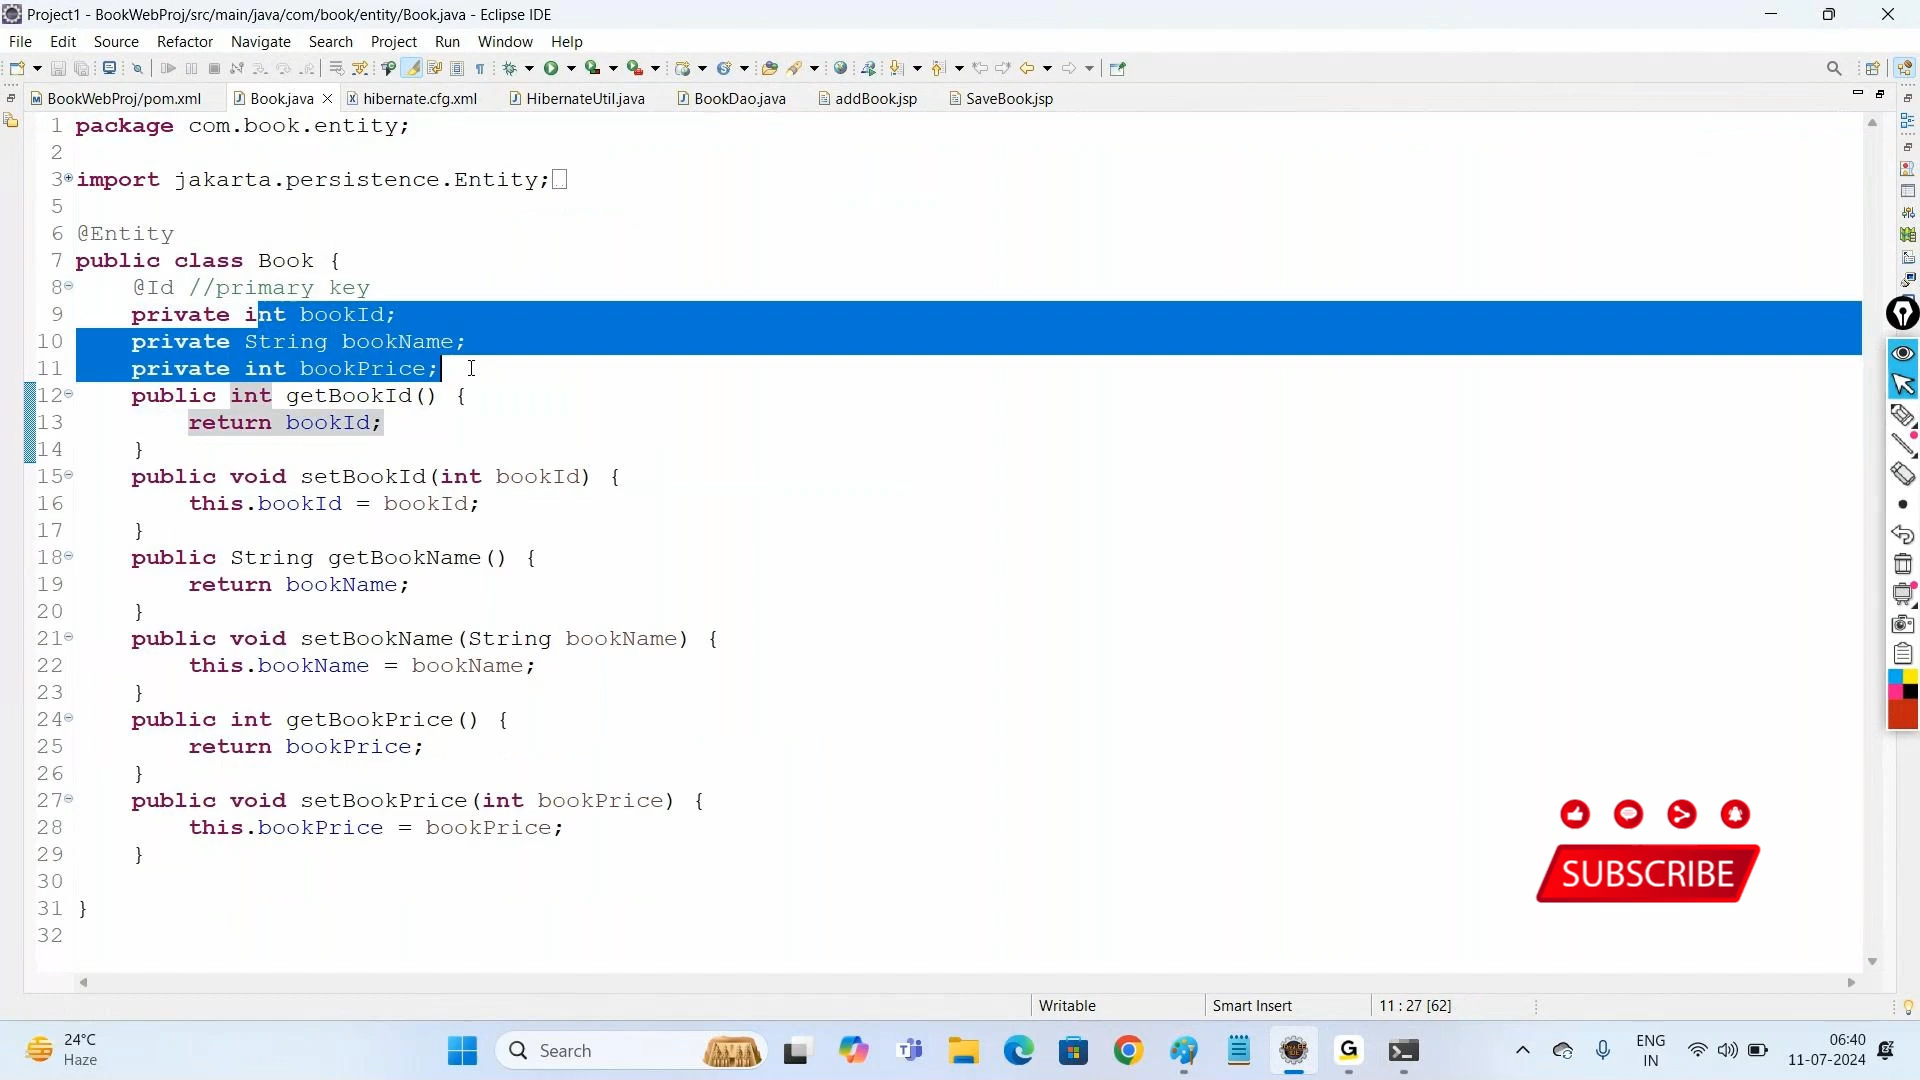 Project1 - BookWebProj/src/main/java/com/book/entity/Book.java - Eclipse IDE
File Edit Source Refactor Navigate Search Project Run Window Help
BookWebProj/pom.xml Book.java hibernate.cfg.xml HibernateUtil.java BookDao.java addBook.jsp SaveBook.jsp
1 package com.book.entity;
2
3 import jakarta.persistence.Entity;
5
6 @Entity
7 public class Book {
8 @Id //primary key
9 private int bookId;
10 private String bookName;
11 private int bookPrice;
12 public int getBookId() {
13 return bookId;
14 }
15 public void setBookId(int bookId) {
16 this.bookId = bookId;
17 }
18 public String getBookName() {
19 return bookName;
20 }
21 public void setBookName(String bookName) {
22 this.bookName = bookName;
23 }
24 public int getBookPrice() {
25 return bookPrice;
26 }
27 public void setBookPrice(int bookPrice) {
28 this.bookPrice = bookPrice;
29 }
30
31 }
32
SUBSCRIBE
Writable Smart Insert 11 : 27 [62]
24°C
Haze
Search
ENG
IN
06:40
11-07-2024